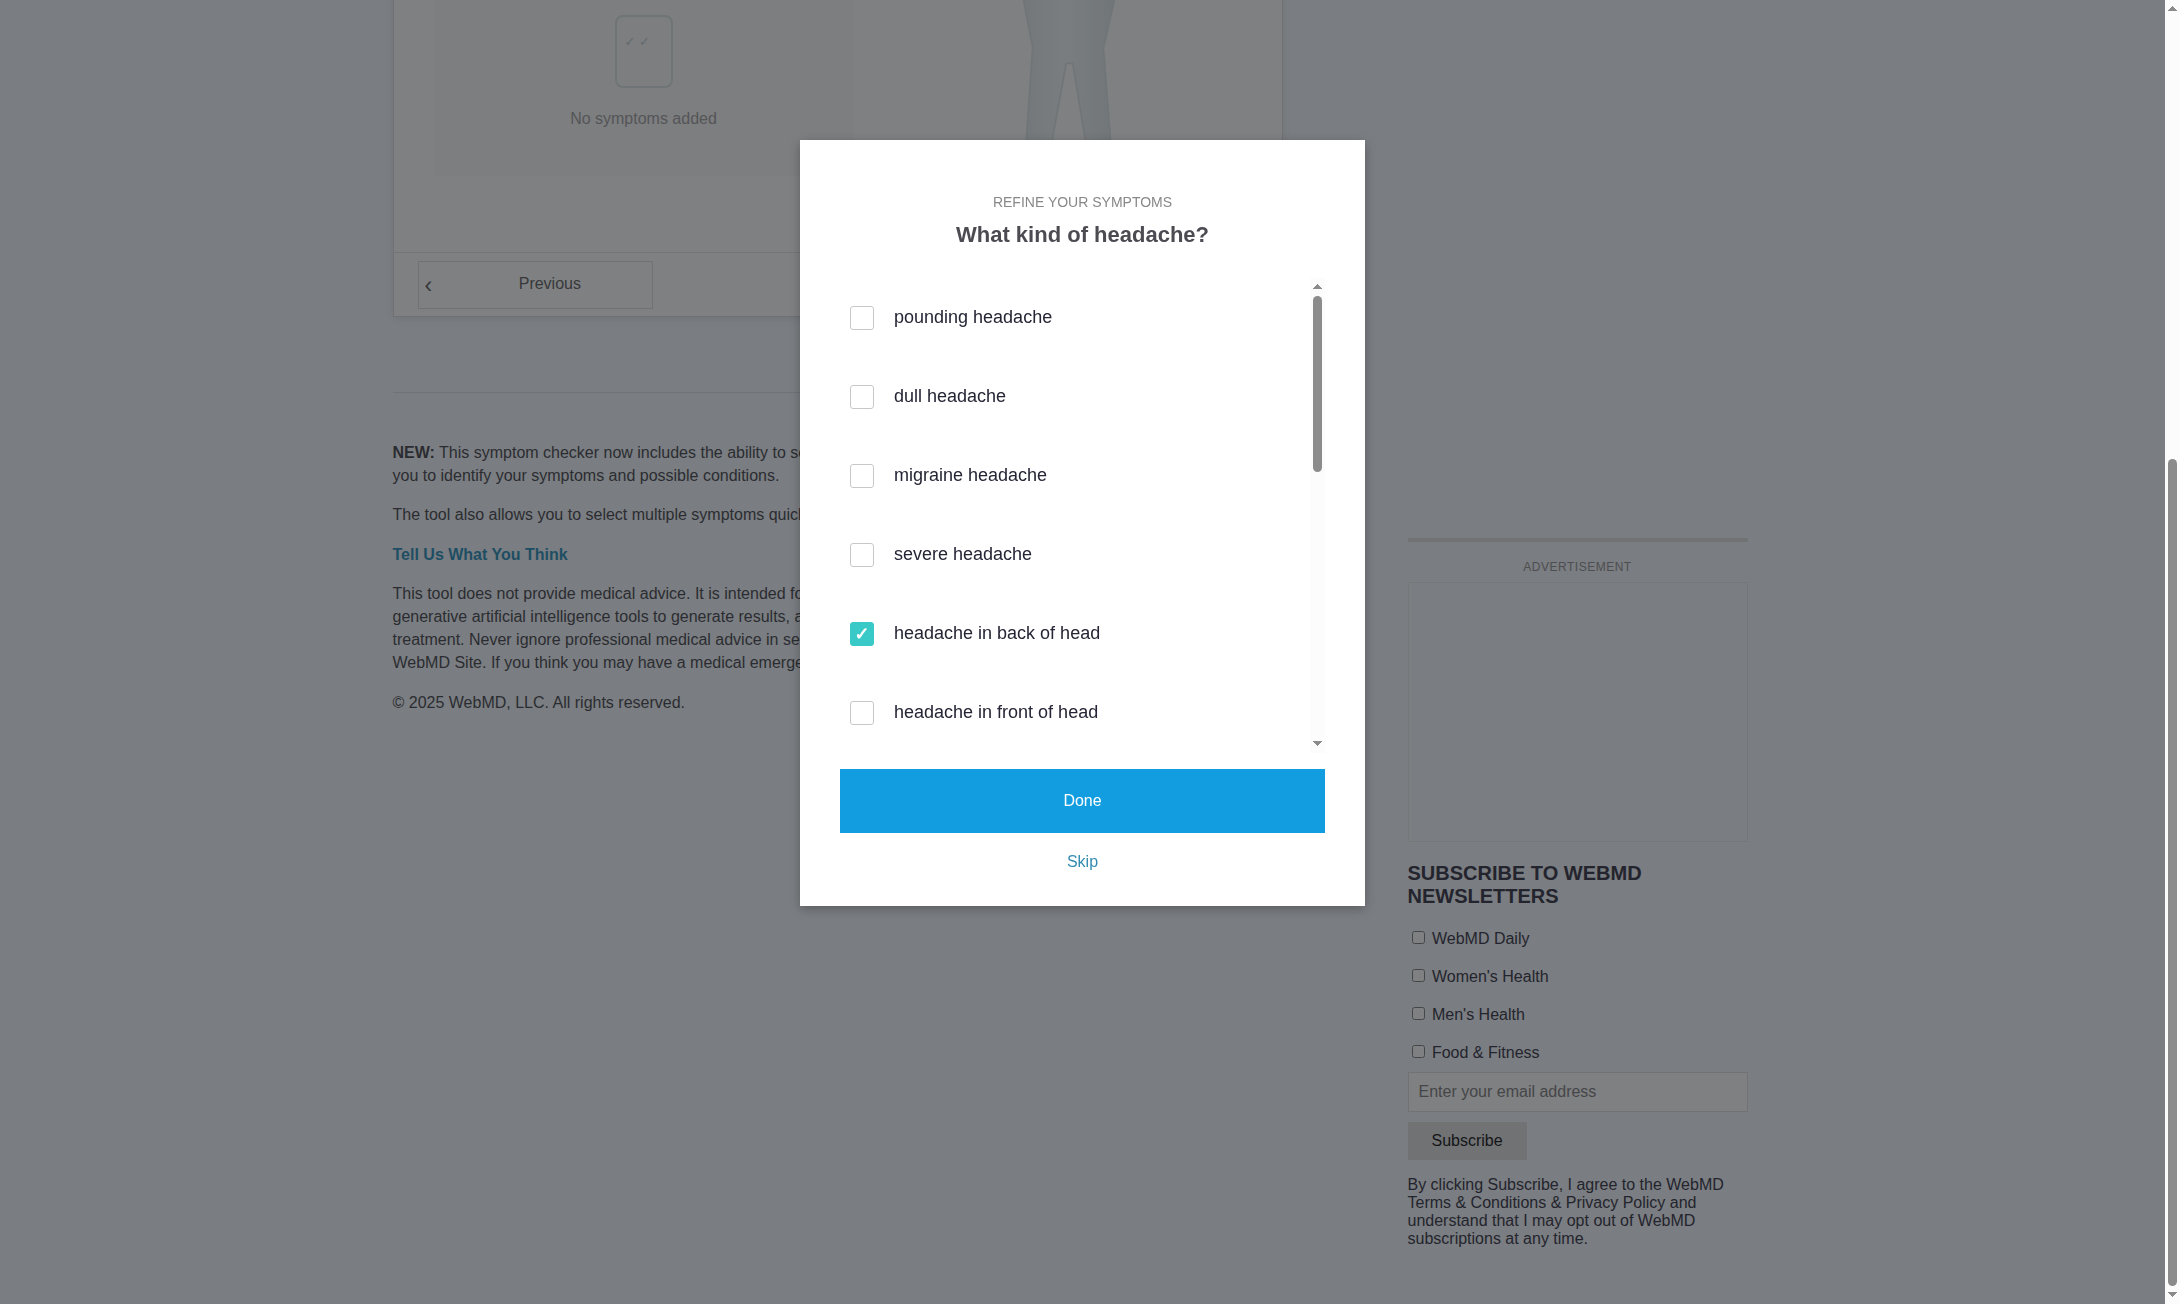 No symptoms added
‹ Previous
NEW: This symptom checker now includes the ability to
you to identify your symptoms and possible conditions.
The tool also allows you to select multiple symptoms
Tell Us What You Think
This tool does not provide medical advice. It is intended
generative artificial intelligence tools to generate results,
treatment. Never ignore professional medical advice in
WebMD Site. If you think you may have a medical
© 2025 WebMD, LLC. All rights reserved.
REFINE YOUR SYMPTOMS
What kind of headache?
pounding headache
dull headache
migraine headache
severe headache
headache in back of head
headache in front of head
Done
Skip
ADVERTISEMENT
SUBSCRIBE TO WEBMD
NEWSLETTERS
WebMD Daily
Women's Health
Men's Health
Food & Fitness
Enter your email address
Subscribe
By clicking Subscribe, I agree to the WebMD
Terms & Conditions & Privacy Policy and
understand that I may opt out of WebMD
subscriptions at any time.